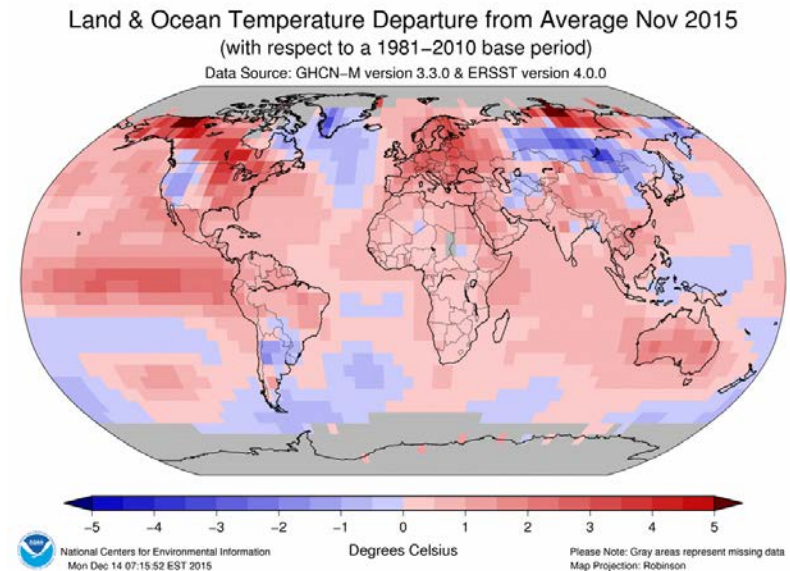 Land & Ocean Temperature Departure from Average Nov 2015
(with respect to a 1981–2010 base period)
Data Source: GHCN–M version 3.3.0 & ERSST version 4.0.0
−5 −4 −3 −2 −1 0 1 2 3 4 5
Degrees Celsius
National Centers for Environmental Information
Mon Dec 14 07:15:52 EST 2015
Please Note: Gray areas represent missing data
Map Projection: Robinson